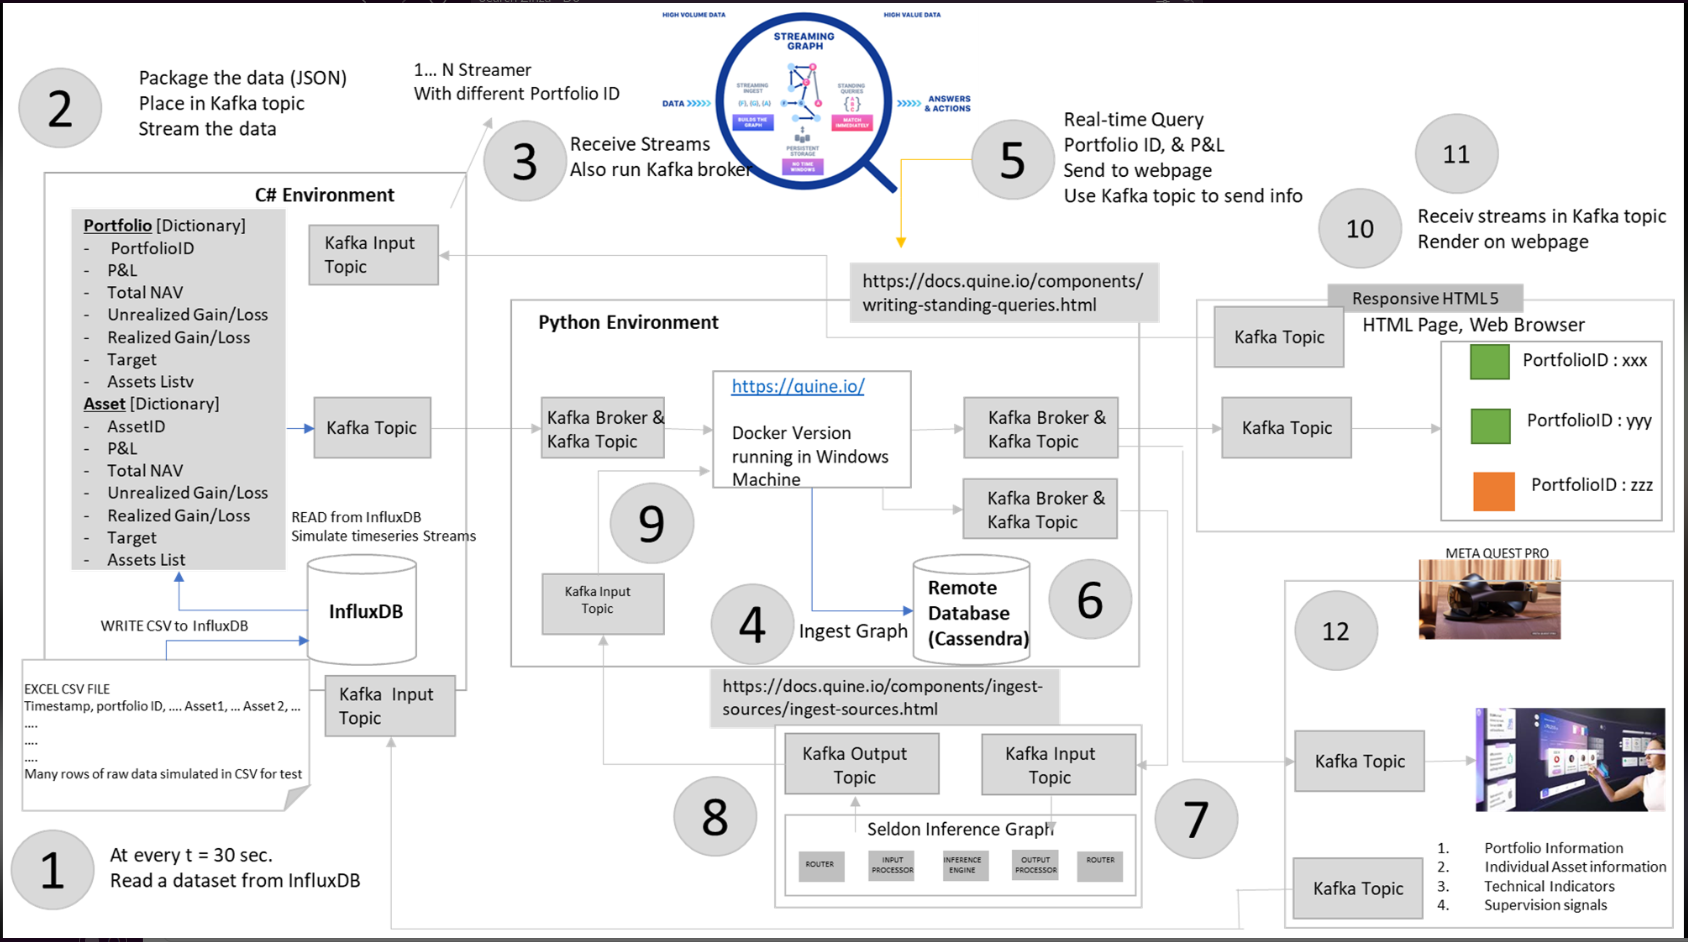 HIGH VOLUME DATA
HIGH VALUE DATA
STREAMING
GRAPH
STREAMING
INGEST
BUILDS THE
GRAPH
STANDING
QUERIES
MATCH
IMMEDIATELY
PERSISTENT
STORAGE
NO TIME
WINDOWS
DATA
ANSWERS
& ACTIONS
2
Package the data (JSON)
Place in Kafka topic
Stream the data
1... N Streamer
With different Portfolio ID
3
Receive Streams
Also run Kafka broker
5
Real-time Query
Portfolio ID, & P&L
Send to webpage
Use Kafka topic to send info
11
10
Receiv streams in Kafka topic
Render on webpage
C# Environment
Portfolio [Dictionary]
- PortfolioID
- P&L
- Total NAV
- Unrealized Gain/Loss
- Realized Gain/Loss
- Target
- Assets Listv
Asset [Dictionary]
- AssetID
- P&L
- Total NAV
- Unrealized Gain/Loss
- Realized Gain/Loss
- Target
- Assets List
Kafka Input
Topic
Kafka Topic
READ from InfluxDB
Simulate timeseries Streams
InfluxDB
WRITE CSV to InfluxDB
EXCEL CSV FILE
Timestamp, portfolio ID, .... Asset1, ... Asset 2, ...
....
....
....
Many rows of raw data simulated in CSV for test
Kafka Input
Topic
1
At every t = 30 sec.
Read a dataset from InfluxDB
https://docs.quine.io/components/
writing-standing-queries.html
Python Environment
Kafka Broker &
Kafka Topic
https://quine.io/
Docker Version
running in Windows
Machine
Kafka Broker &
Kafka Topic
Kafka Broker &
Kafka Topic
9
Kafka Input
Topic
4
Ingest Graph
Remote
Database
(Cassendra)
6
https://docs.quine.io/components/ingest-
sources/ingest-sources.html
Kafka Output
Topic
Kafka Input
Topic
8
7
Seldon Inference Graph
ROUTER
INPUT
PROCESSOR
INFERENCE
ENGINE
OUTPUT
PROCESSOR
ROUTER
Responsive HTML 5
HTML Page, Web Browser
Kafka Topic
Kafka Topic
PortfolioID : xxx
PortfolioID : yyy
PortfolioID : zzz
META QUEST PRO
12
Kafka Topic
Kafka Topic
1. Portfolio Information
2. Individual Asset information
3. Technical Indicators
4. Supervision signals